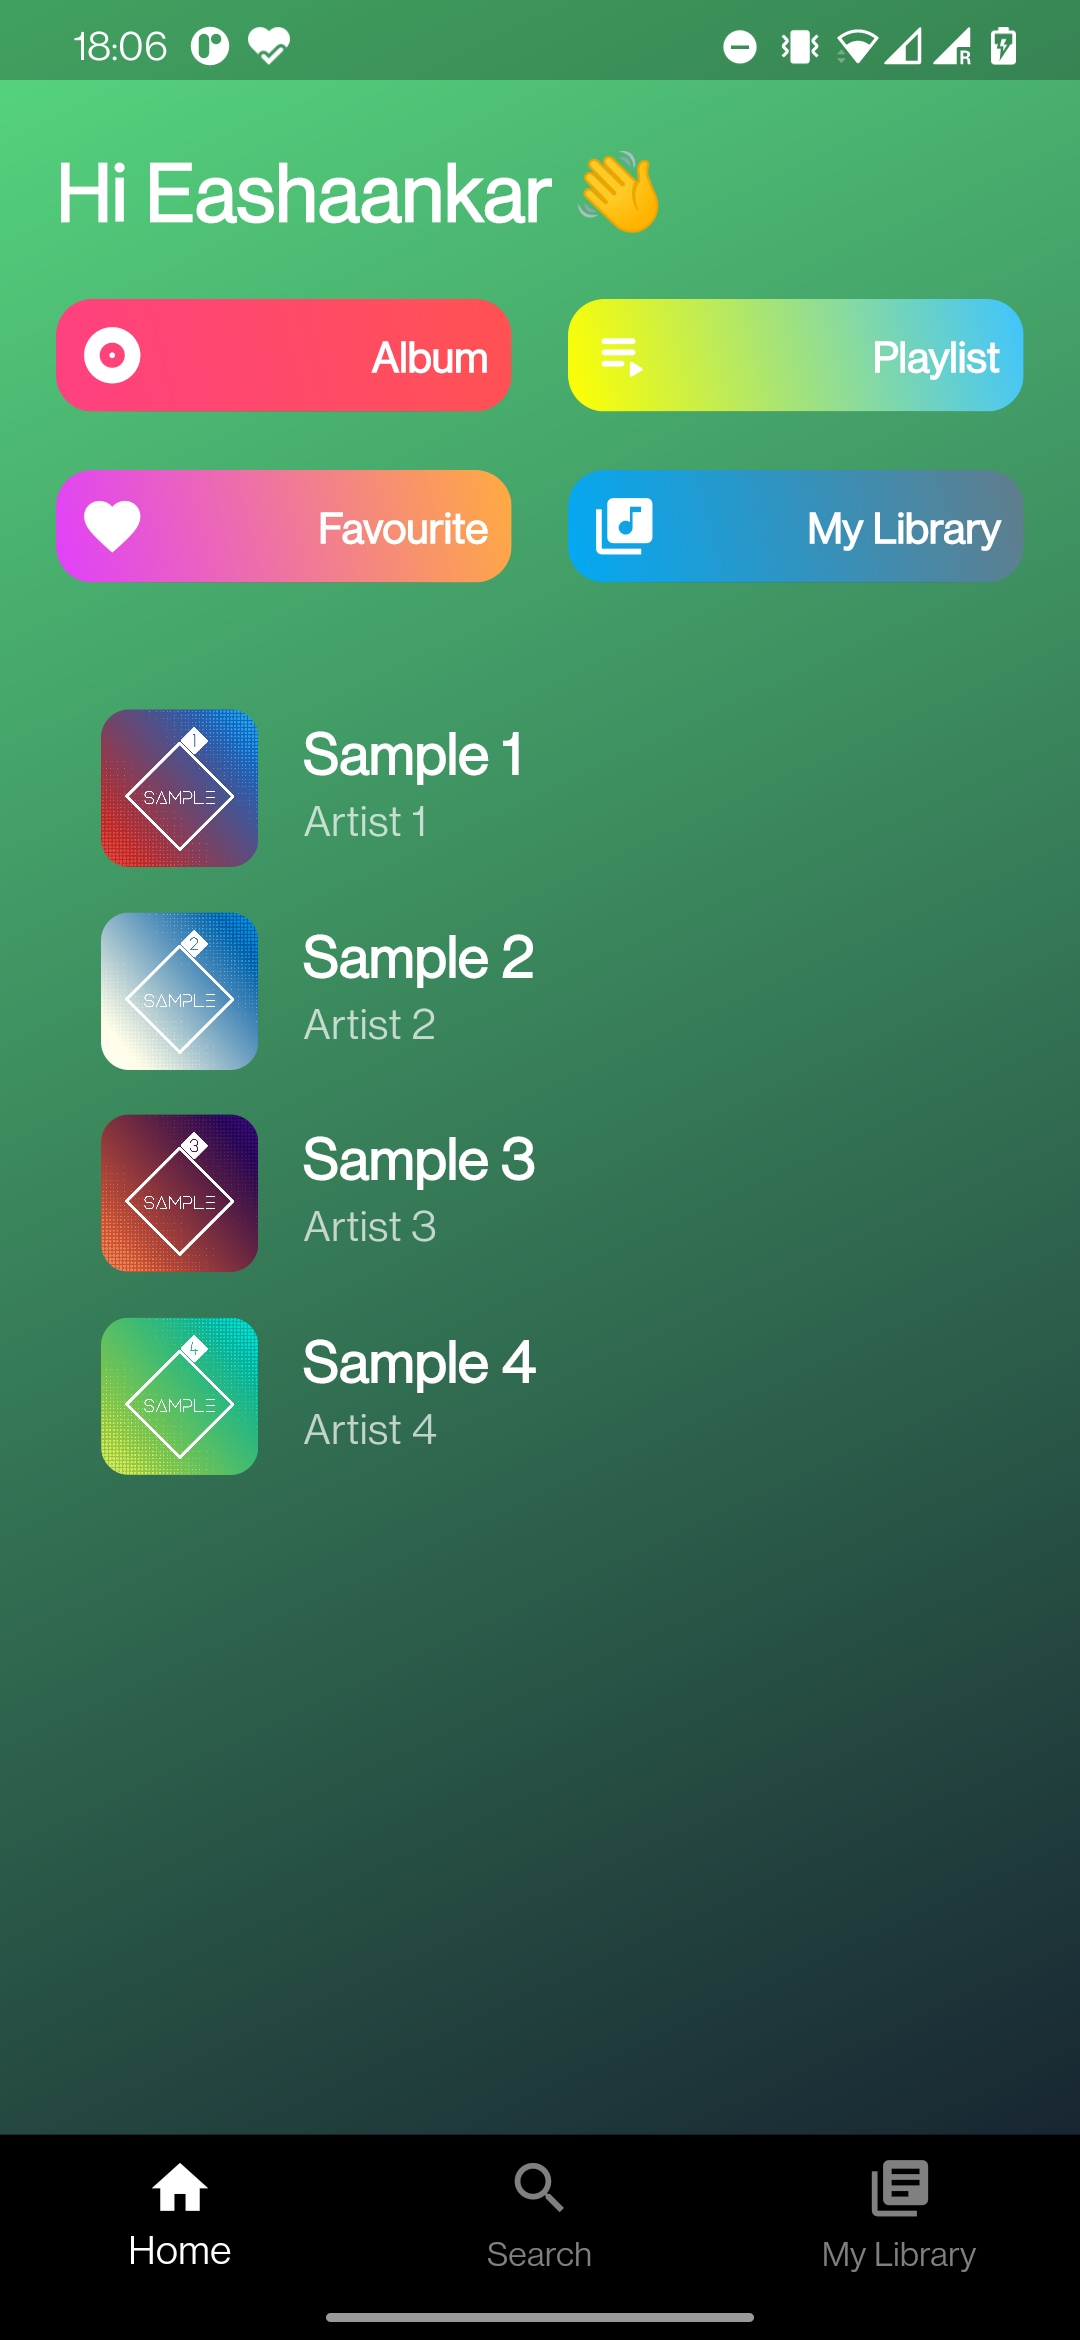 18:06
Hi Eashaankar 👋
Album
Playlist
Favourite
My Library
1
SAMPLE
Sample 1
Artist 1
2
SAMPLE
Sample 2
Artist 2
3
SAMPLE
Sample 3
Artist 3
4
SAMPLE
Sample 4
Artist 4
R
Home
Search
My Library